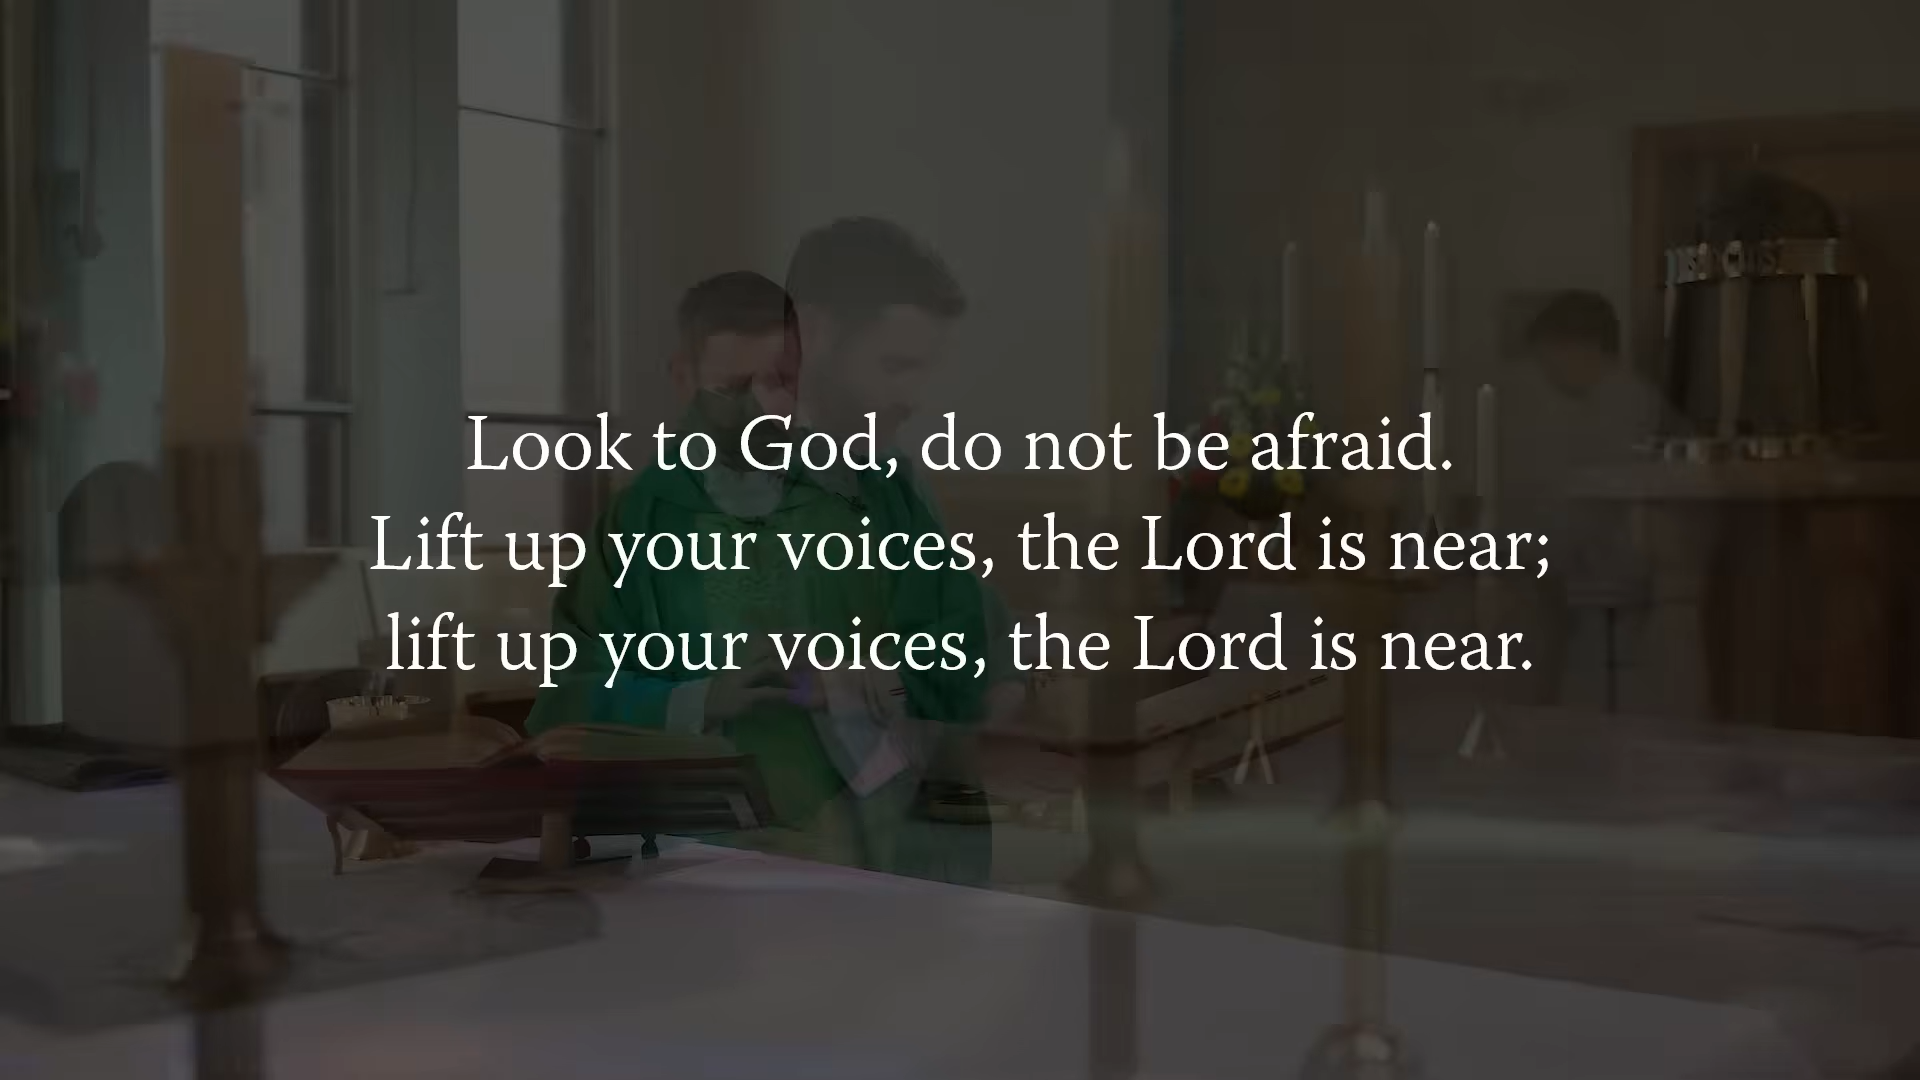 Look to God, do not be afraid.
Lift up your voices, the Lord is near;
lift up your voices, the Lord is near.